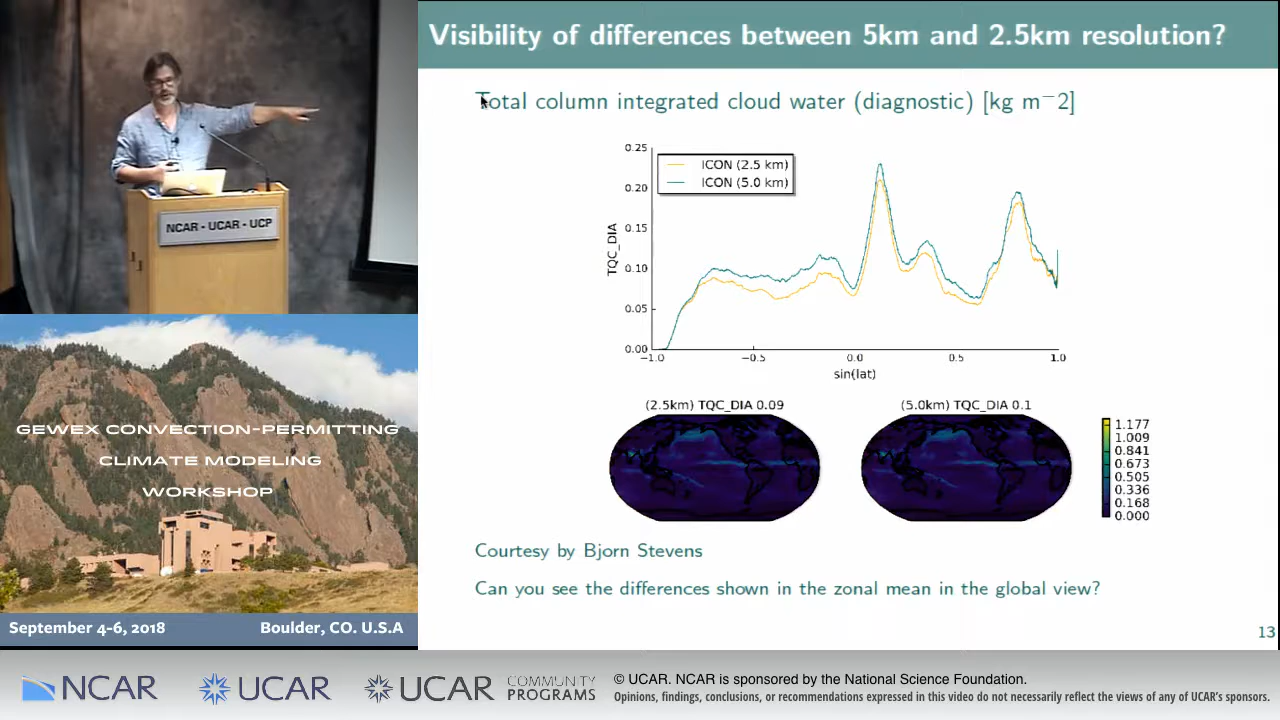 Visibility of differences between 5km and 2.5km resolution?
Total column integrated cloud water (diagnostic) [kg m−2]
NCAR - UCAR - UCP
ICON (2.5 km)
ICON (5.0 km)
TQC_DIA
0.25
0.20
0.15
0.10
0.05
0.00
−1.0 −0.5 0.0 0.5 1.0
sin(lat)
(2.5km) TQC_DIA 0.09
(5.0km) TQC_DIA 0.1
1.177
1.009
0.841
0.673
0.505
0.336
0.168
0.000
Courtesy by Bjorn Stevens
Can you see the differences shown in the zonal mean in the global view?
13
GEWEX CONVECTION-PERMITTING
CLIMATE MODELING
WORKSHOP
September 4-6, 2018 Boulder, CO. U.S.A
NCAR
UCAR
UCAR
COMMUNITY
PROGRAMS
© UCAR. NCAR is sponsored by the National Science Foundation.
Opinions, findings, conclusions, or recommendations expressed in this video do not necessarily reflect the views of any of UCAR's sponsors.